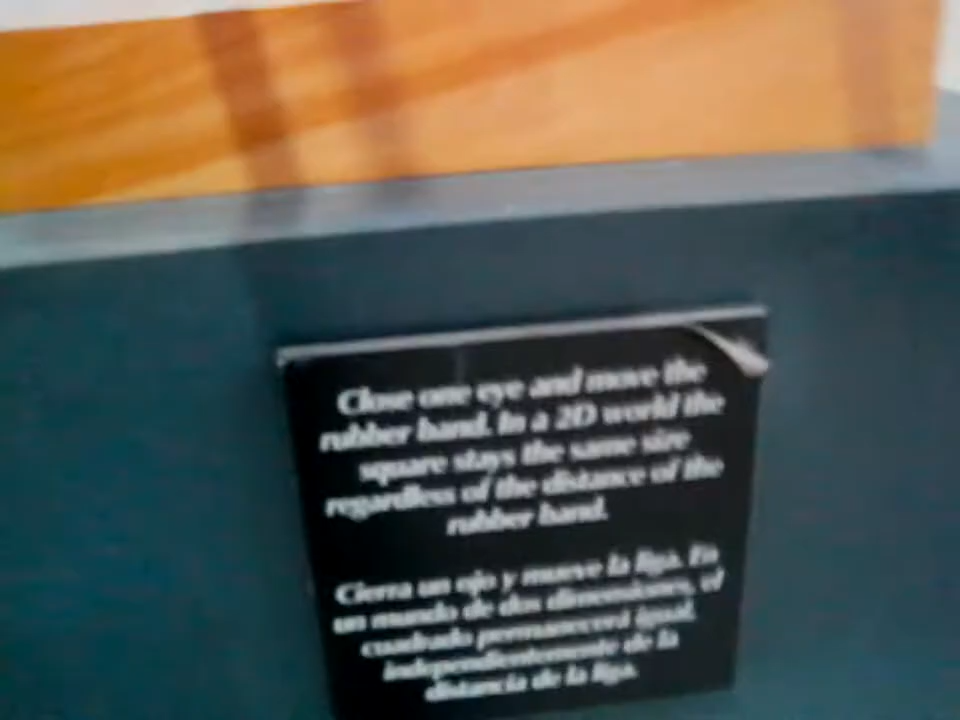 Close one eye and move the
rubber band. In a 2D world the
square stays the same size
regardless of the distance of the
rubber band.
Cierra un ojo y mueve la liga. En
un mundo de dos dimensiones, el
cuadrado permanecerá igual,
independientemente de la
distancia de la liga.